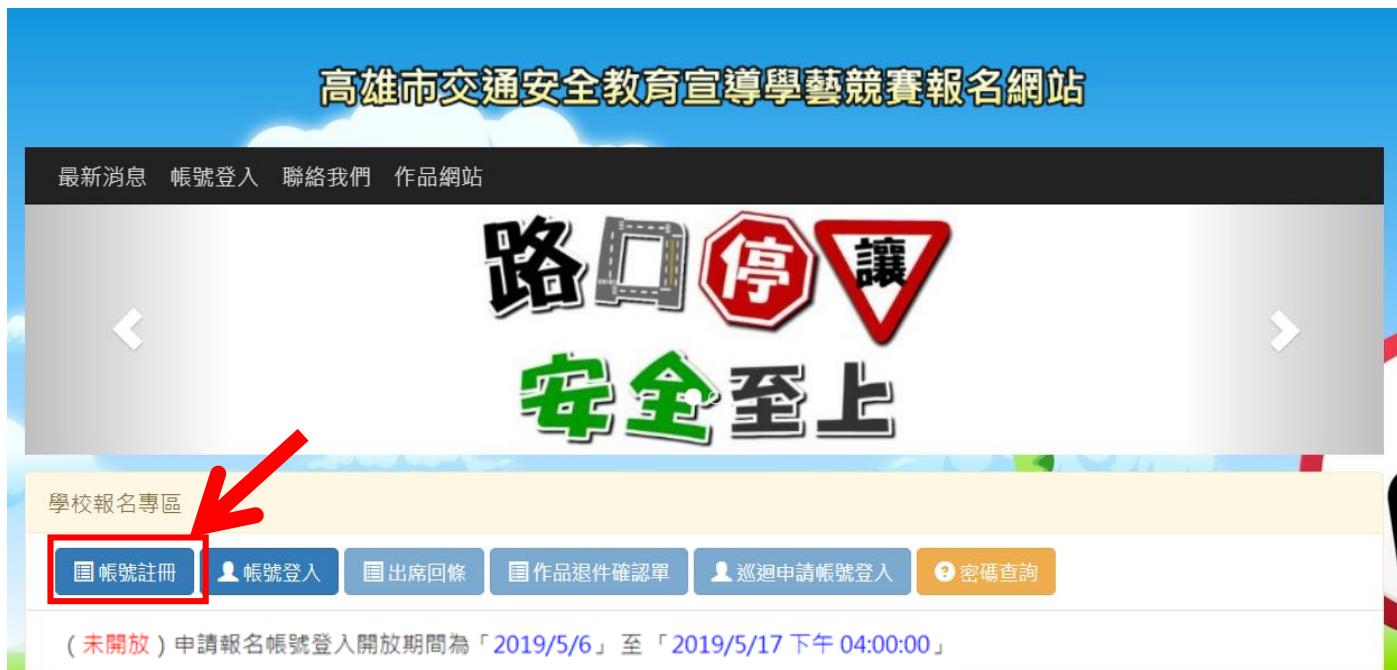 高雄市交通安全教育宣導學藝競賽報名網站
最新消息 帳號登入 聯絡我們 作品網站
路口停讓
安全至上
學校報名專區
帳號註冊 帳號登入 出席回條 作品退件確認單 巡迴申請帳號登入 密碼查詢
(未開放)申請報名帳號登入開放期間為「2019/5/6」 至 「2019/5/17 下午 04:00:00」